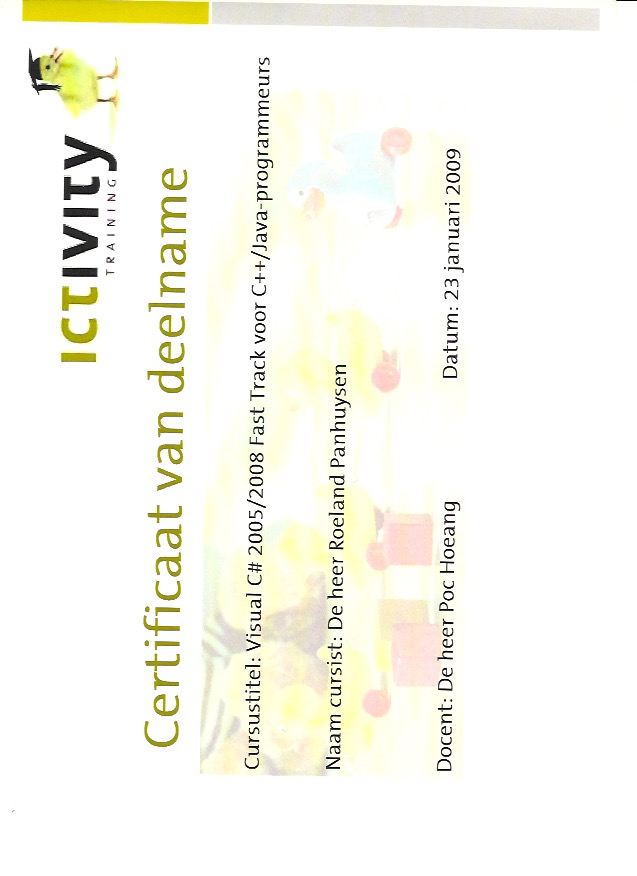 ICTIVITY
TRAINING
Certificaat van deelname
Cursustitel: Visual C# 2005/2008 Fast Track voor C++/Java-programmeurs
Naam cursist: De heer Roeland Panhuysen
Docent: De heer Poc Hoeang
Datum: 23 januari 2009